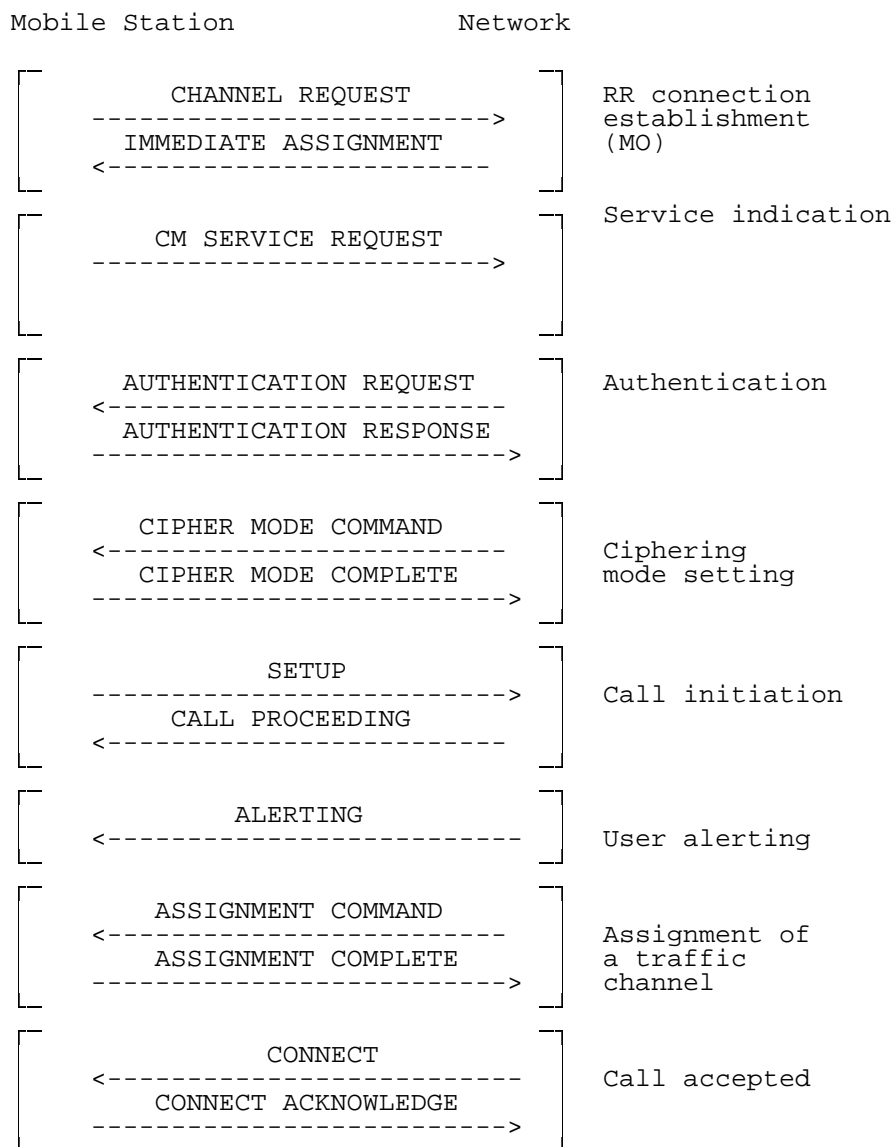 Mobile Station Network
CHANNEL REQUEST RR connection
------------------------->  establishment
IMMEDIATE ASSIGNMENT (MO)
<------------------------
Service indication
CM SERVICE REQUEST
------------------------->
AUTHENTICATION REQUEST Authentication
<-------------------------
AUTHENTICATION RESPONSE
-------------------------->
CIPHER MODE COMMAND
<------------------------- Ciphering
CIPHER MODE COMPLETE mode setting
-------------------------->
SETUP
--------------------------> Call initiation
CALL PROCEEDING
<-------------------------
ALERTING
<-------------------------- User alerting
ASSIGNMENT COMMAND
<------------------------- Assignment of
ASSIGNMENT COMPLETE a traffic
--------------------------> channel
CONNECT
<-------------------------- Call accepted
CONNECT ACKNOWLEDGE
-------------------------->